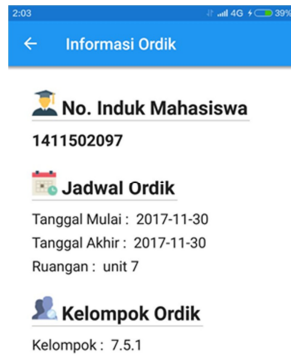 2:03 4G 39%
Informasi Ordik
No. Induk Mahasiswa
1411502097
Jadwal Ordik
Tanggal Mulai : 2017-11-30
Tanggal Akhir : 2017-11-30
Ruangan : unit 7
Kelompok Ordik
Kelompok : 7.5.1